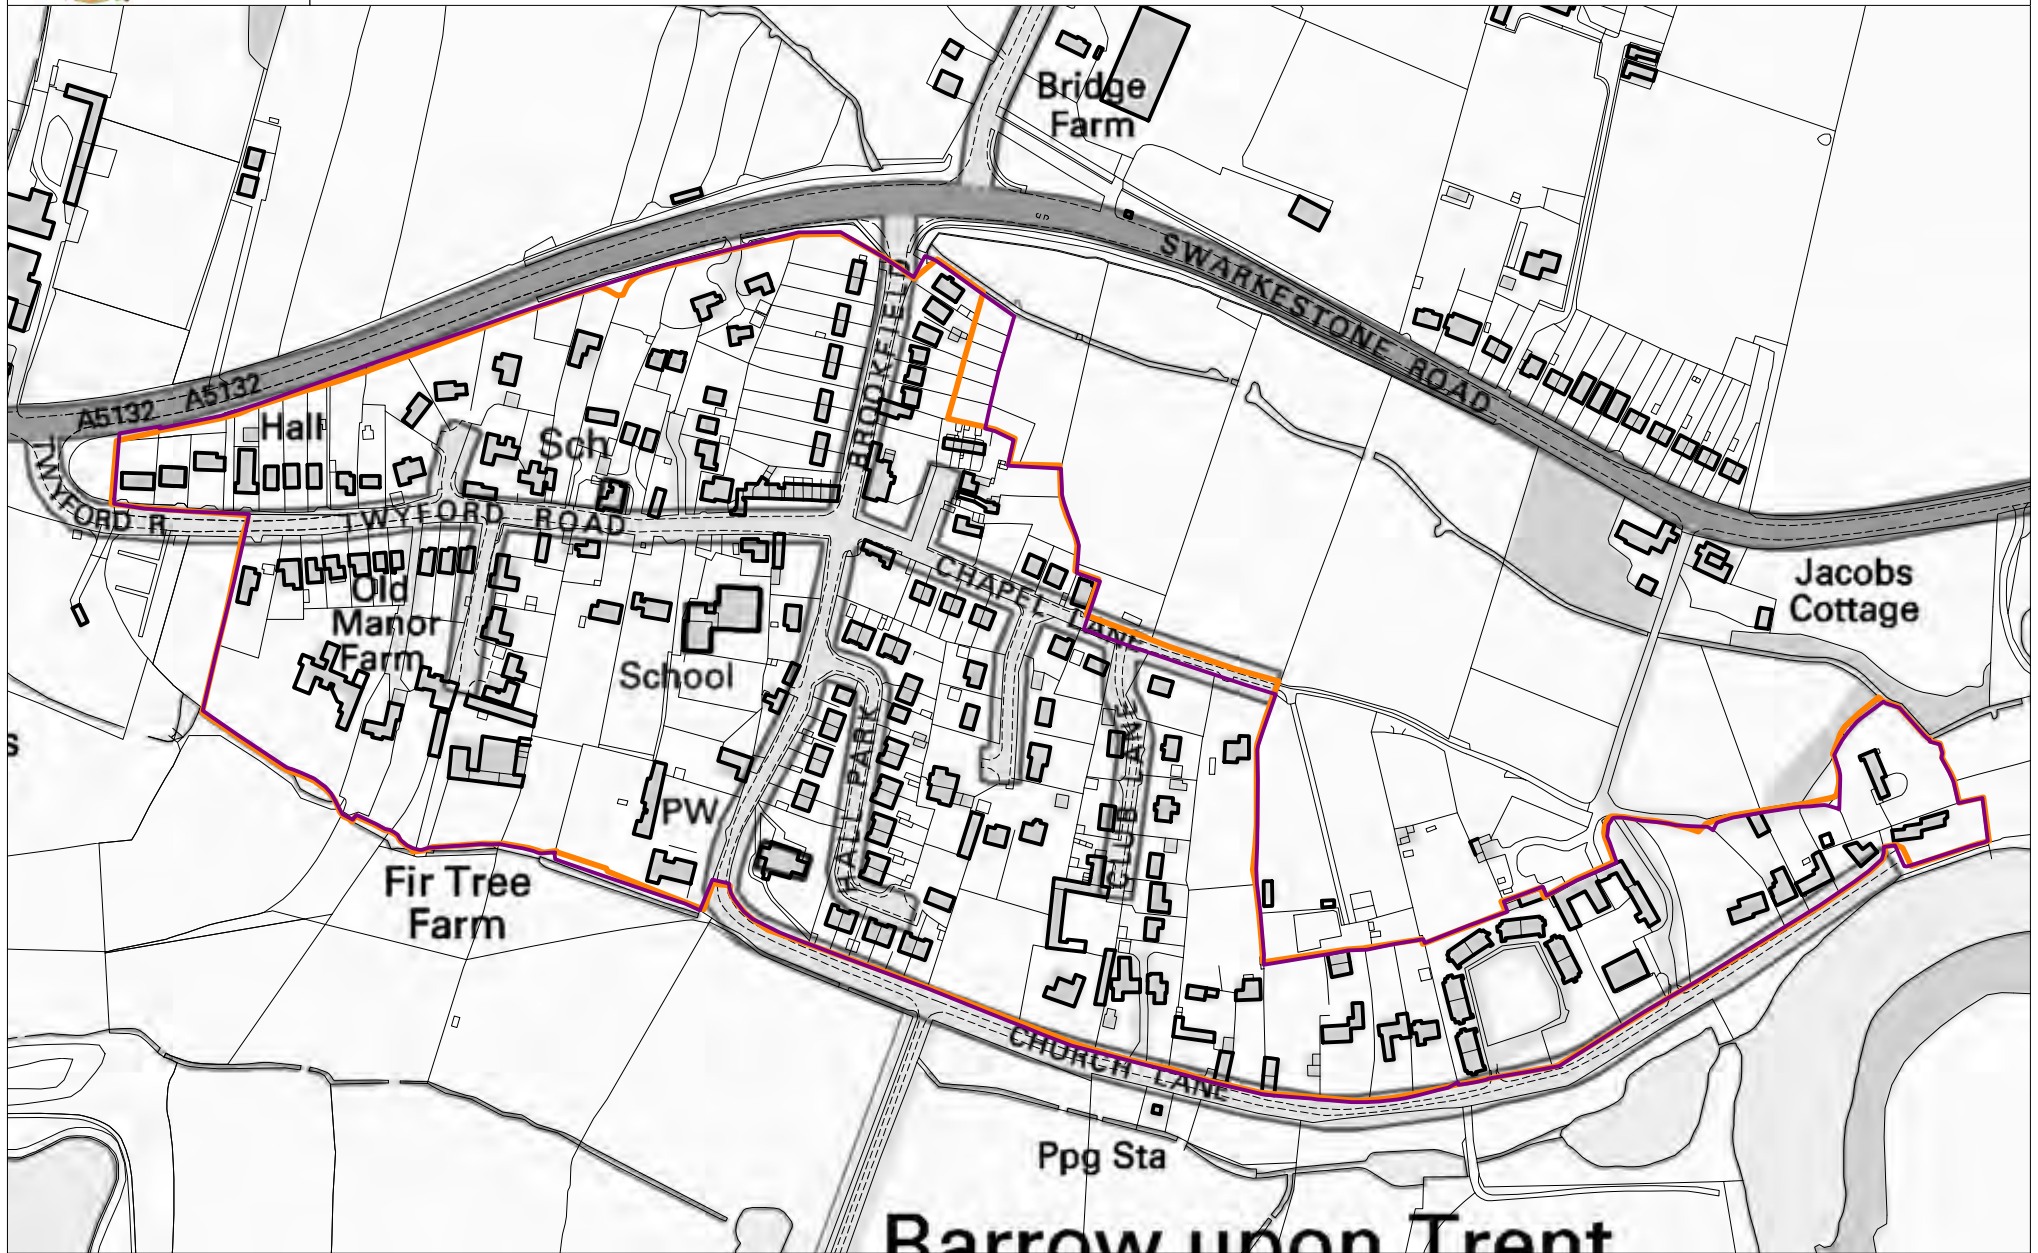 Bridge
Farm
SWARKESTONE ROAD
A5132
A5132
BROOKFIELD
Hall
Sch
TWYFORD R
TWYFORD ROAD
CHAPEL LANE
Jacobs
Cottage
Old
Manor
Farm
School
HALL PARK
CLUB LANE
s
PW
Fir Tree
Farm
CHURCH LANE
Ppg Sta
Barrow upon Trent